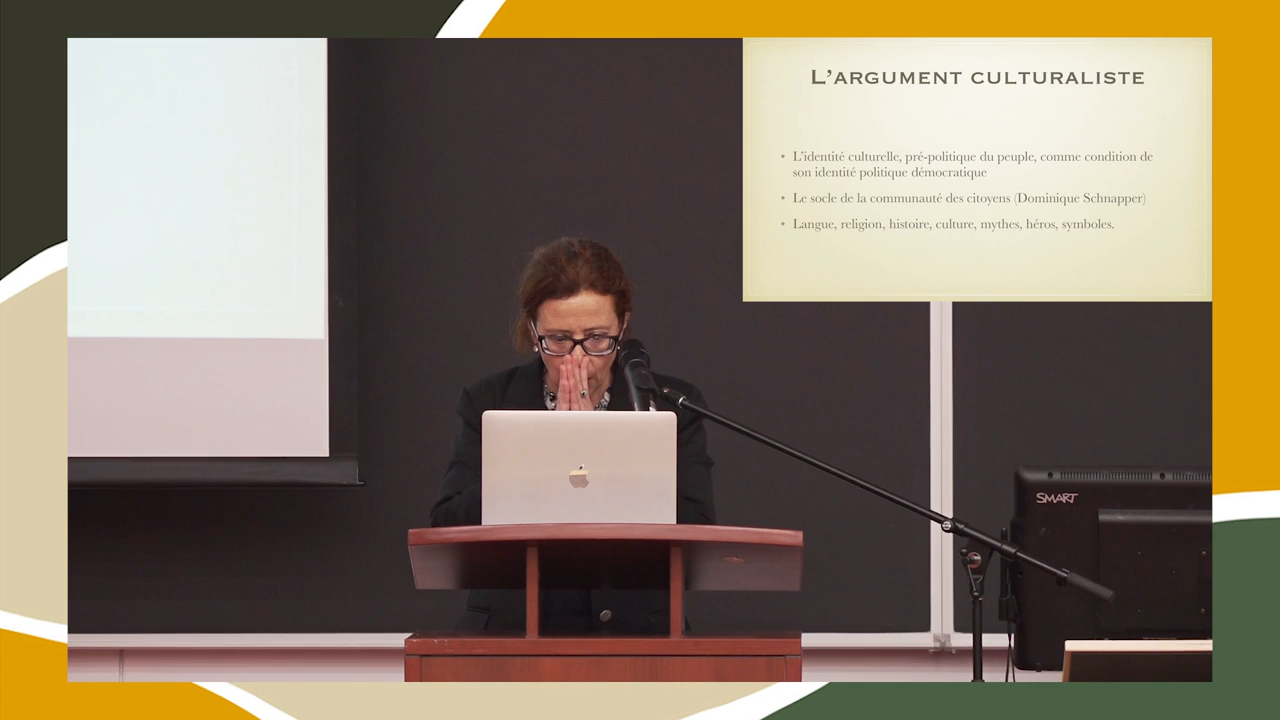 L'ARGUMENT CULTURALISTE
• L'identité culturelle, pré-politique du peuple, comme condition de
son identité politique démocratique
• Le socle de la communauté des citoyens (Dominique Schnapper)
• Langue, religion, histoire, culture, mythes, héros, symboles.
SMART